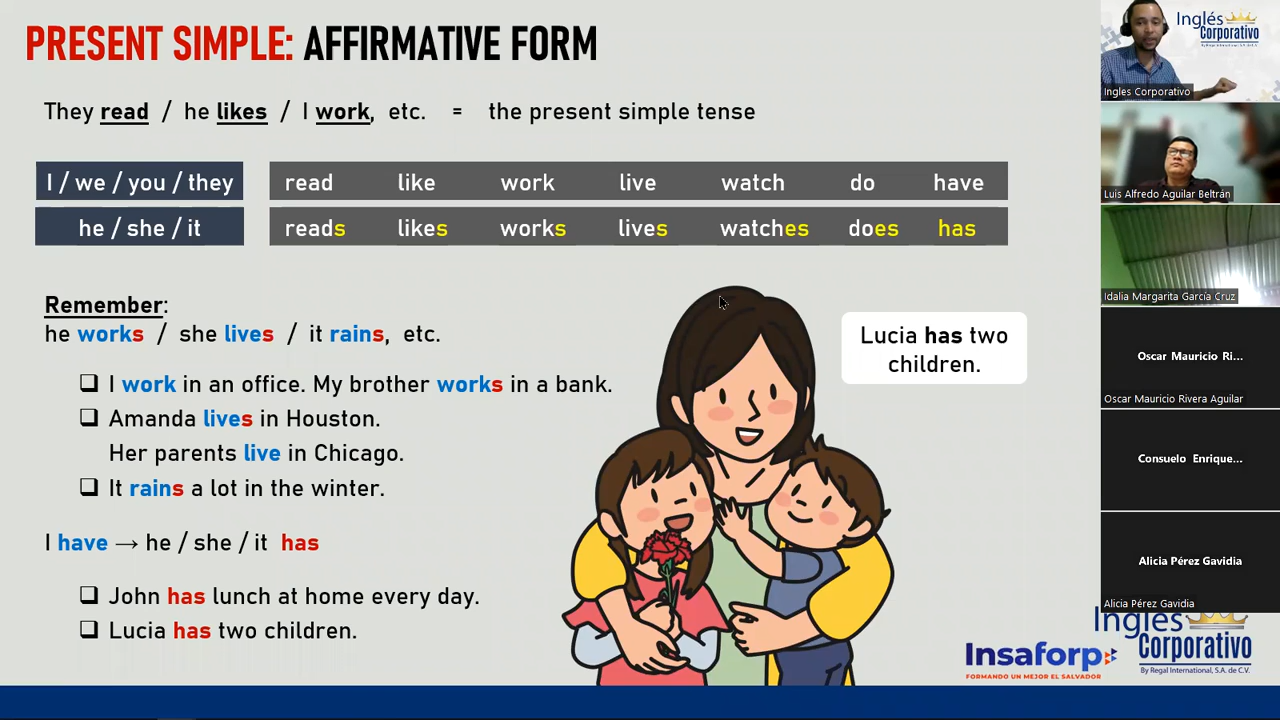 PRESENT SIMPLE: AFFIRMATIVE FORM
They read / he likes / I work, etc. = the present simple tense
I / we / you / they read like work live watch do have
he / she / it reads likes works lives watches does has
Remember:
he works / she lives / it rains, etc.
I work in an office. My brother works in a bank.
Amanda lives in Houston.
Her parents live in Chicago.
It rains a lot in the winter.
I have → he / she / it has
John has lunch at home every day.
Lucia has two children.
Lucia has two
children.
Insaforp
FORMANDO UN MEJOR EL SALVADOR
Inglés
Corporativo
By Regal International, S.A. de C.V.
Inglés
Corporativo
By Regal International, S.A. de C.V.
Ingles Corporativo
Luis Alfredo Aguilar Beltrán
Idalia Margarita García Cruz
Oscar Mauricio Ri...
Oscar Mauricio Rivera Aguilar
Consuelo Enrique...
Alicia Pérez Gavidia
Alicia Pérez Gavidia